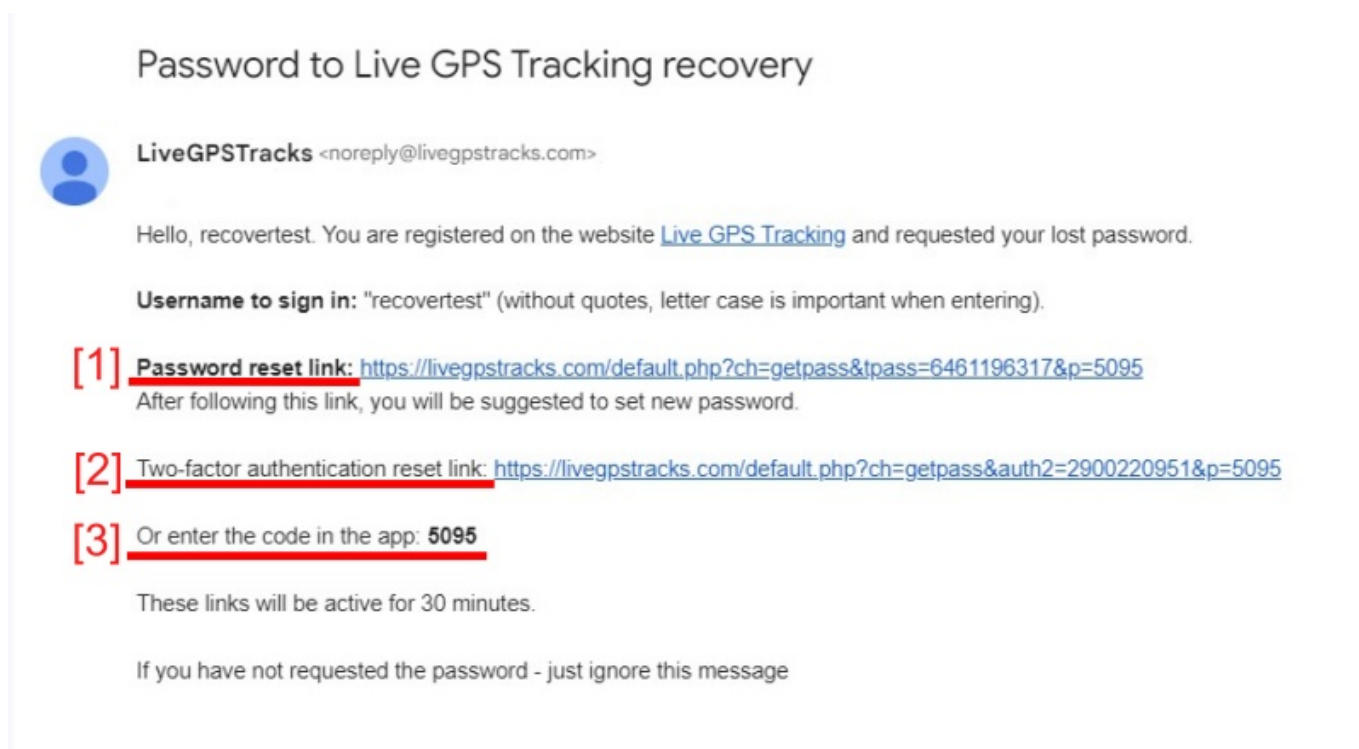 Password to Live GPS Tracking recovery
LiveGPSTracks <noreply@livegpstracks.com>
Hello, recovertest. You are registered on the website Live GPS Tracking and requested your lost password.
Username to sign in: "recovertest" (without quotes, letter case is important when entering).
[1] Password reset link: https://livegpstracks.com/default.php?ch=getpass&tpass=6461196317&p=5095
After following this link, you will be suggested to set new password.
[2] Two-factor authentication reset link: https://livegpstracks.com/default.php?ch=getpass&auth2=2900220951&p=5095
[3] Or enter the code in the app: 5095
These links will be active for 30 minutes.
If you have not requested the password - just ignore this message